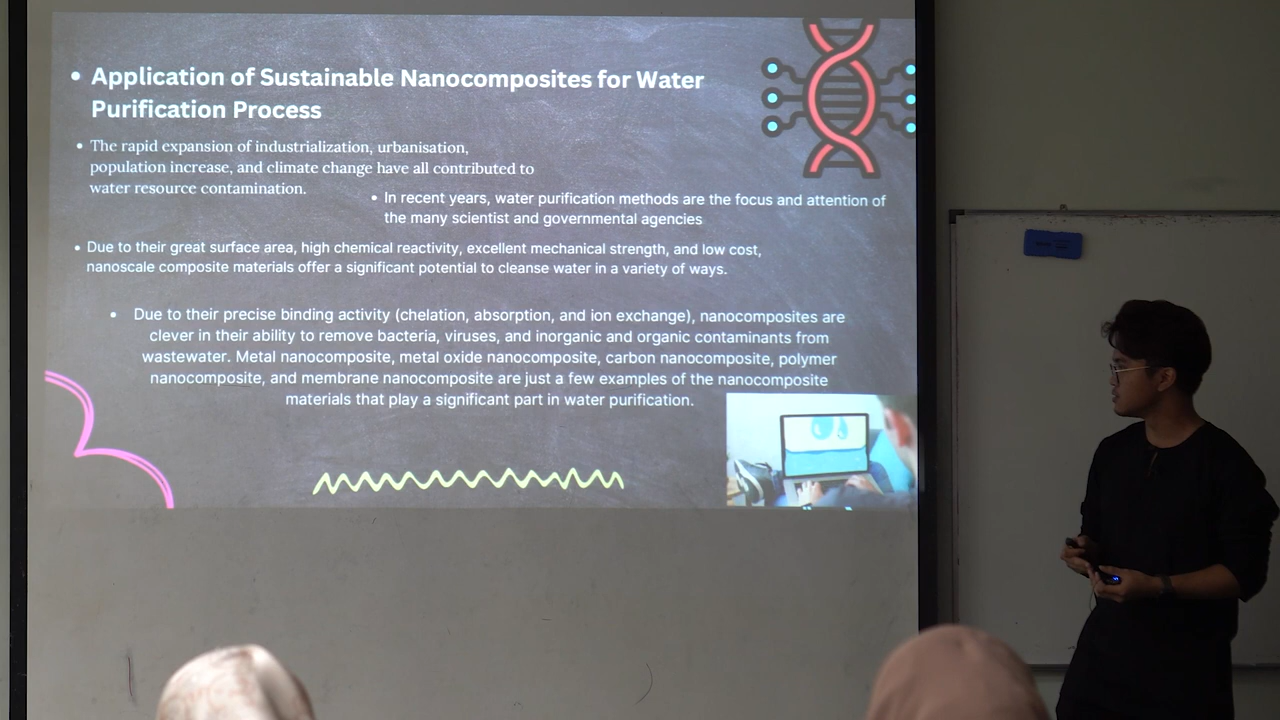 Application of Sustainable Nanocomposites for Water
Purification Process
The rapid expansion of industrialization, urbanisation,
population increase, and climate change have all contributed to
water resource contamination.
In recent years, water purification methods are the focus and attention of
the many scientist and governmental agencies
Due to their great surface area, high chemical reactivity, excellent mechanical strength, and low cost,
nanoscale composite materials offer a significant potential to cleanse water in a variety of ways.
Due to their precise binding activity (chelation, absorption, and ion exchange), nanocomposites are
clever in their ability to remove bacteria, viruses, and inorganic and organic contaminants from
wastewater. Metal nanocomposite, metal oxide nanocomposite, carbon nanocomposite, polymer
nanocomposite, and membrane nanocomposite are just a few examples of the nanocomposite
materials that play a significant part in water purification.